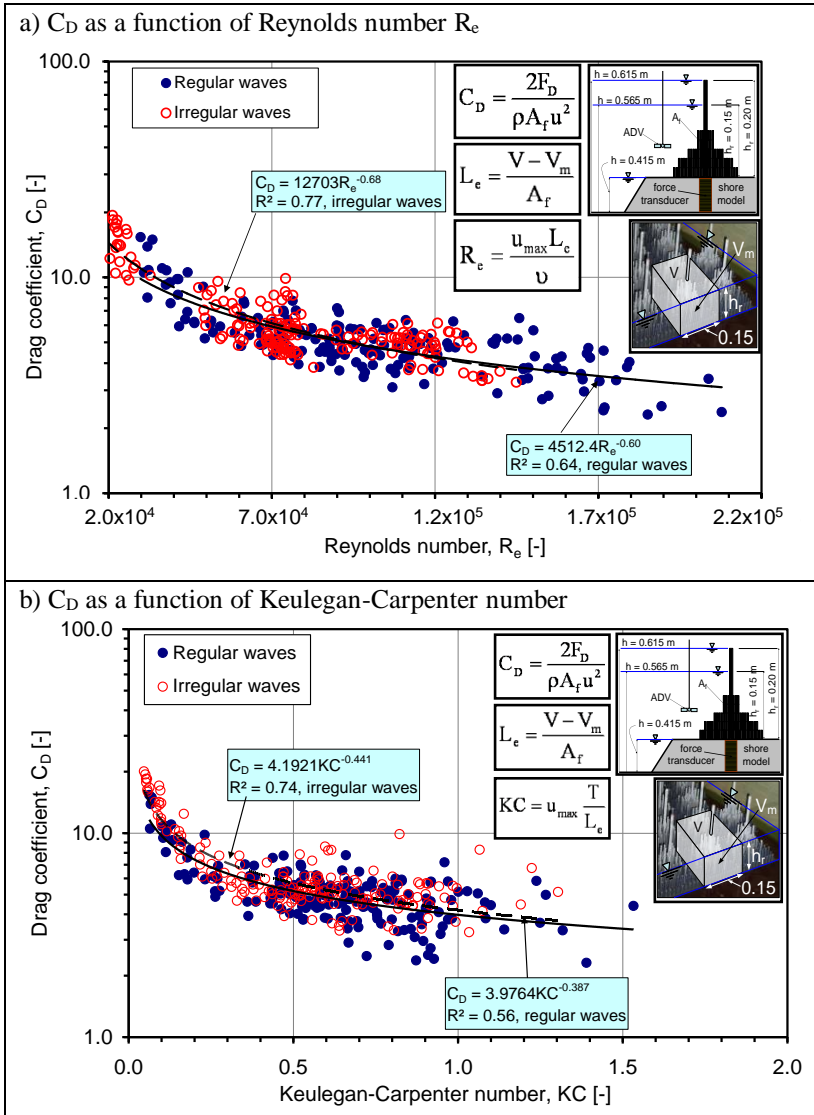 a) C_D as a function of Reynolds number R_e
100.0
10.0
1.0
Drag coefficient, C_D [-]
Regular waves
Irregular waves
C_D = 12703R_e^-0.68
R² = 0.77, irregular waves
C_D = 2F_D / ρA_f u²
L_e = V − V_m / A_f
R_e = u_max L_e / υ
h = 0.615 m
h = 0.565 m
A_f
ADV
h = 0.415 m
h_r = 0.15 m
h_r = 0.20 m
force
transducer
shore
model
V
V_m
h_r
0.15
C_D = 4512.4R_e^-0.60
R² = 0.64, regular waves
2.0x10^4 7.0x10^4 1.2x10^5 1.7x10^5 2.2x10^5
Reynolds number, R_e [-]
b) C_D as a function of Keulegan-Carpenter number
100.0
10.0
1.0
Drag coefficient, C_D [-]
Regular waves
Irregular waves
C_D = 4.1921KC^-0.441
R² = 0.74, irregular waves
C_D = 2F_D / ρA_f u²
L_e = V − V_m / A_f
KC = u_max T / L_e
h = 0.615 m
h = 0.565 m
A_f
ADV
h = 0.415 m
h_r = 0.15 m
h_r = 0.20 m
force
transducer
shore
model
V
V_m
h_r
0.15
C_D = 3.9764KC^-0.387
R² = 0.56, regular waves
0.0 0.5 1.0 1.5 2.0
Keulegan-Carpenter number, KC [-]